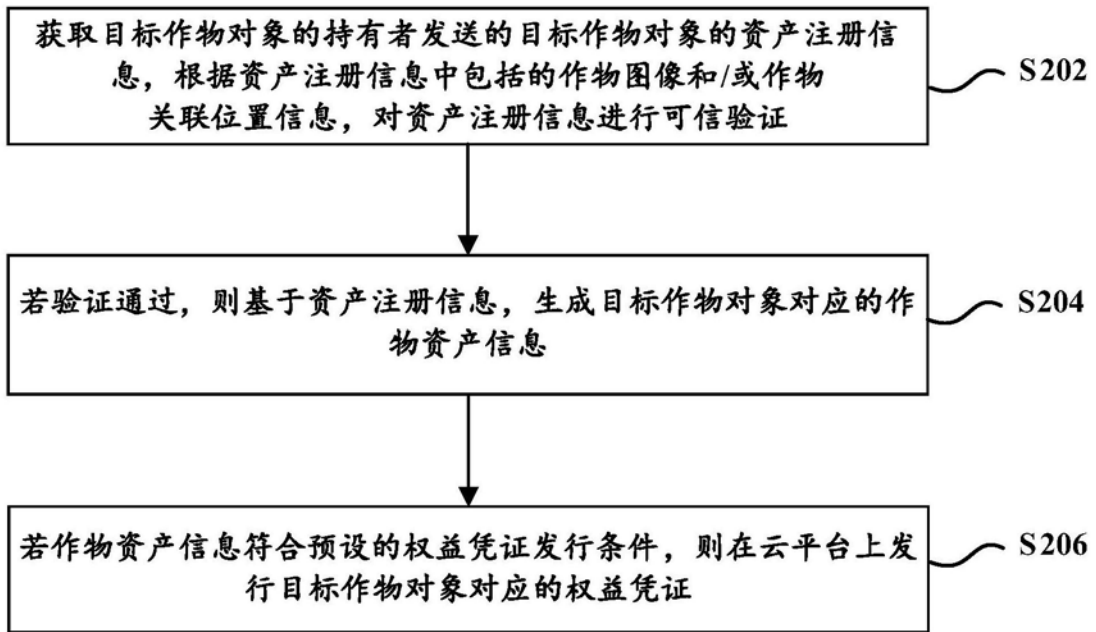 获取目标作物对象的持有者发送的目标作物对象的资产注册信
息，根据资产注册信息中包括的作物图像和/或作物
关联位置信息，对资产注册信息进行可信验证
S202
若验证通过，则基于资产注册信息，生成目标作物对象对应的作
物资产信息
S204
若作物资产信息符合预设的权益凭证发行条件，则在云平台上发
行目标作物对象对应的权益凭证
S206